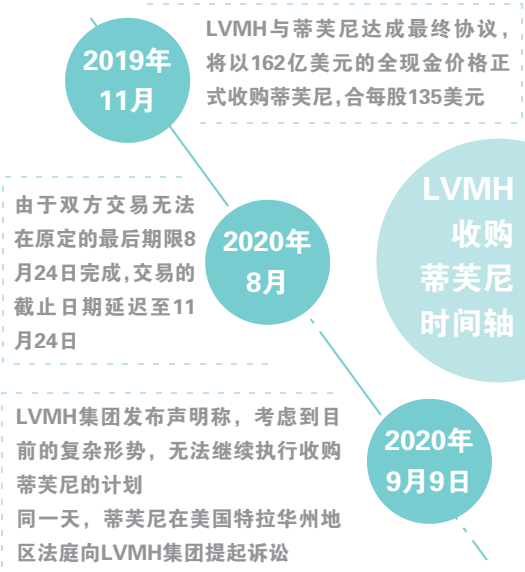 2019年
11月
LVMH与蒂芙尼达成最终协议，
将以162亿美元的全现金价格正
式收购蒂芙尼，合每股135美元
LVMH
收购
蒂芙尼
时间轴
由于双方交易无法
在原定的最后期限8
月24日完成，交易的
截止日期延迟至11
月24日
2020年
8月
LVMH集团发布声明称，考虑到目
前的复杂形势，无法继续执行收购
蒂芙尼的计划
同一天，蒂芙尼在美国特拉华州地
区法庭向LVMH集团提起诉讼
2020年
9月9日